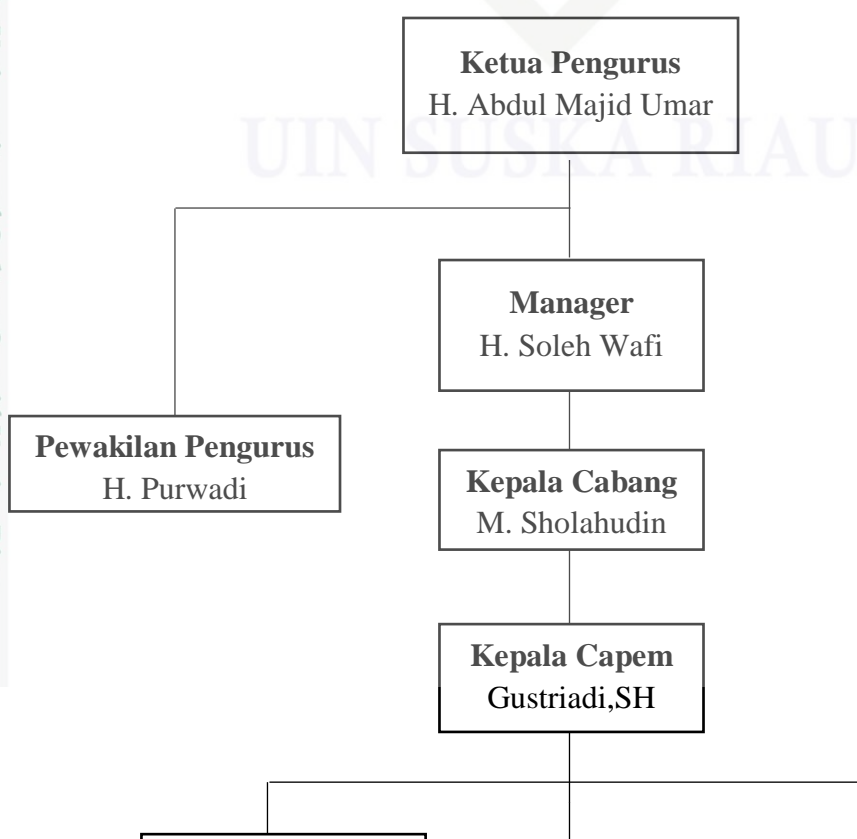 Ketua Pengurus
H. Abdul Majid Umar
UIN SUSKA RIAU
Manager
H. Soleh Wafi
Pewakilan Pengurus
H. Purwadi
Kepala Cabang
M. Sholahudin
Kepala Capem
Gustriadi,SH